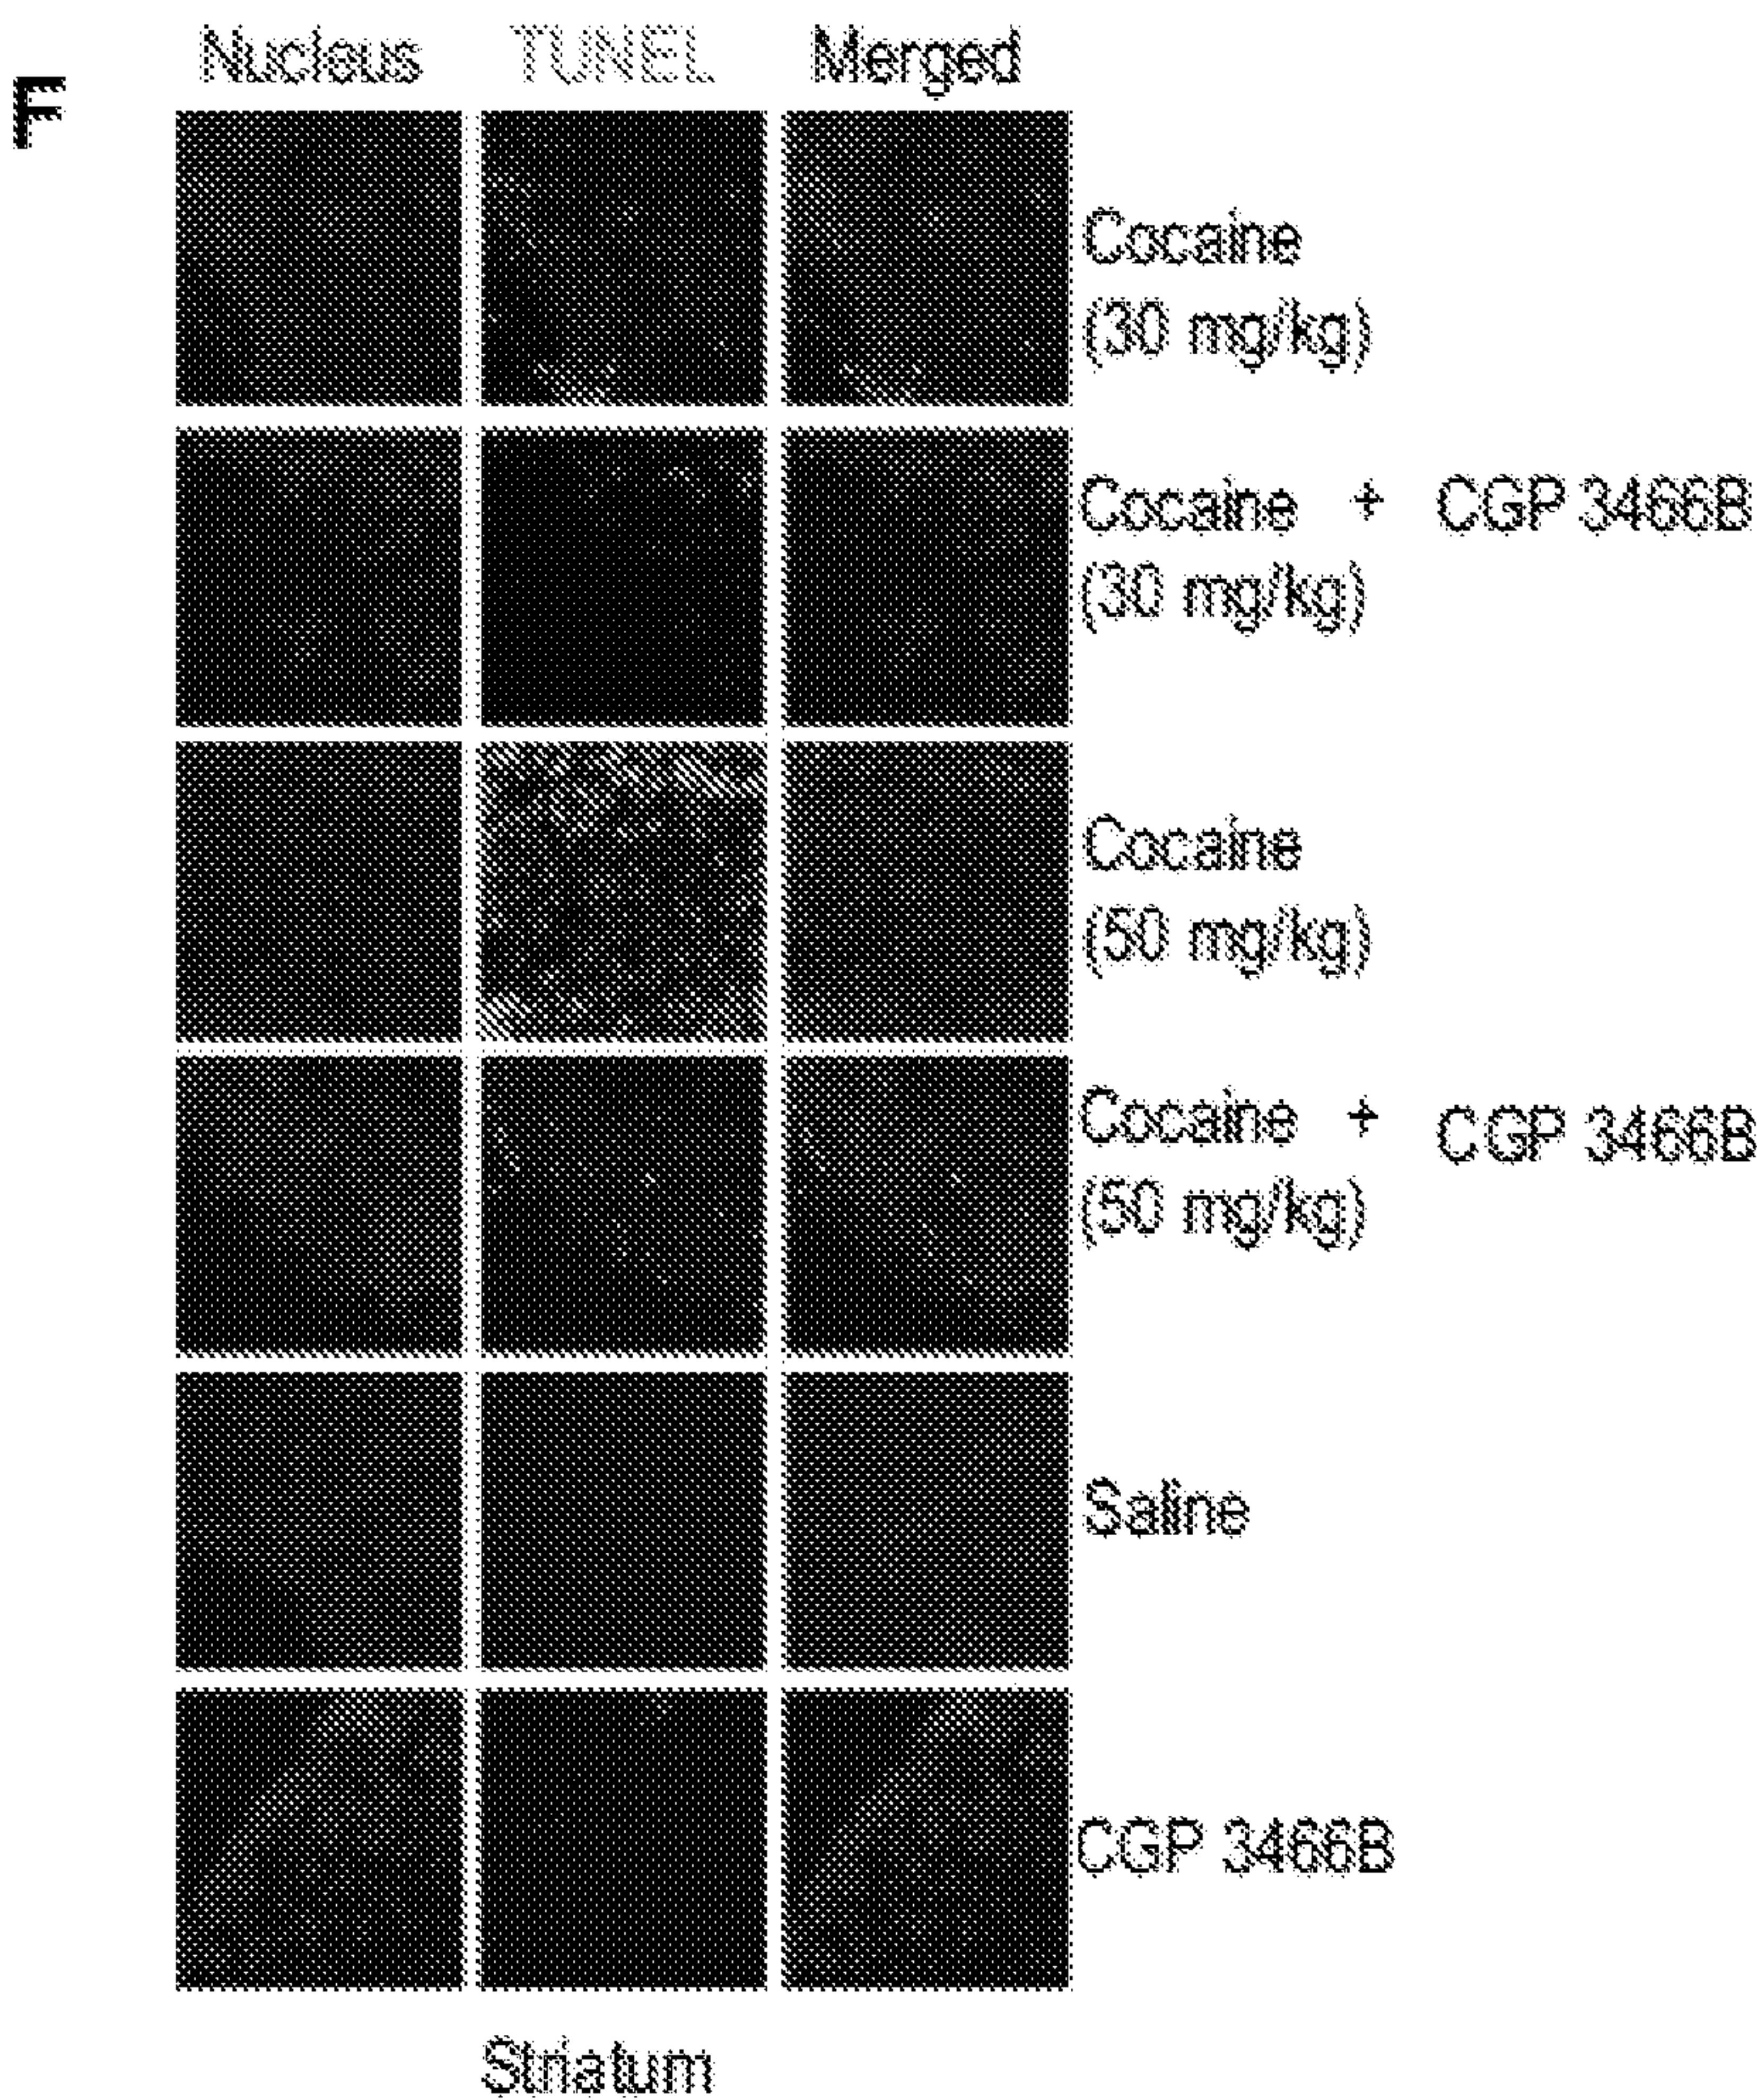 F
Nucleus TUNEL Merged
Cocaine
(30 mg/kg)
Cocaine + CGP 3466B
(30 mg/kg)
Cocaine
(50 mg/kg)
Cocaine + CGP 3466B
(50 mg/kg)
Saline
CGP 3466B
Striatum